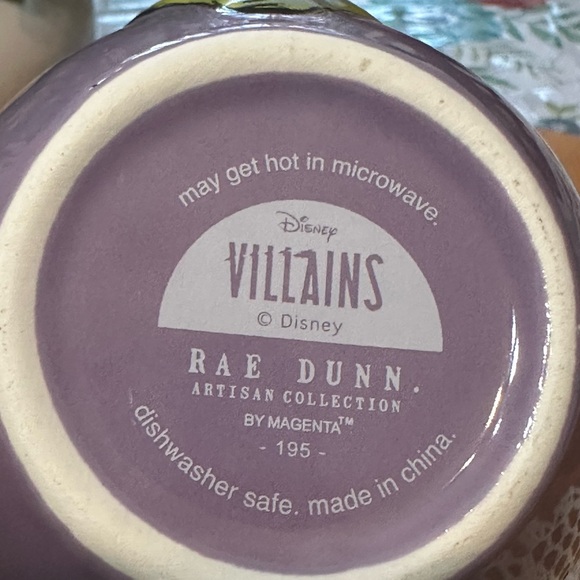 may get hot in microwave.
Disney
VILLAINS
© Disney
RAE DUNN.
ARTISAN COLLECTION
BY MAGENTA™
- 195 -
dishwasher safe. made in china.